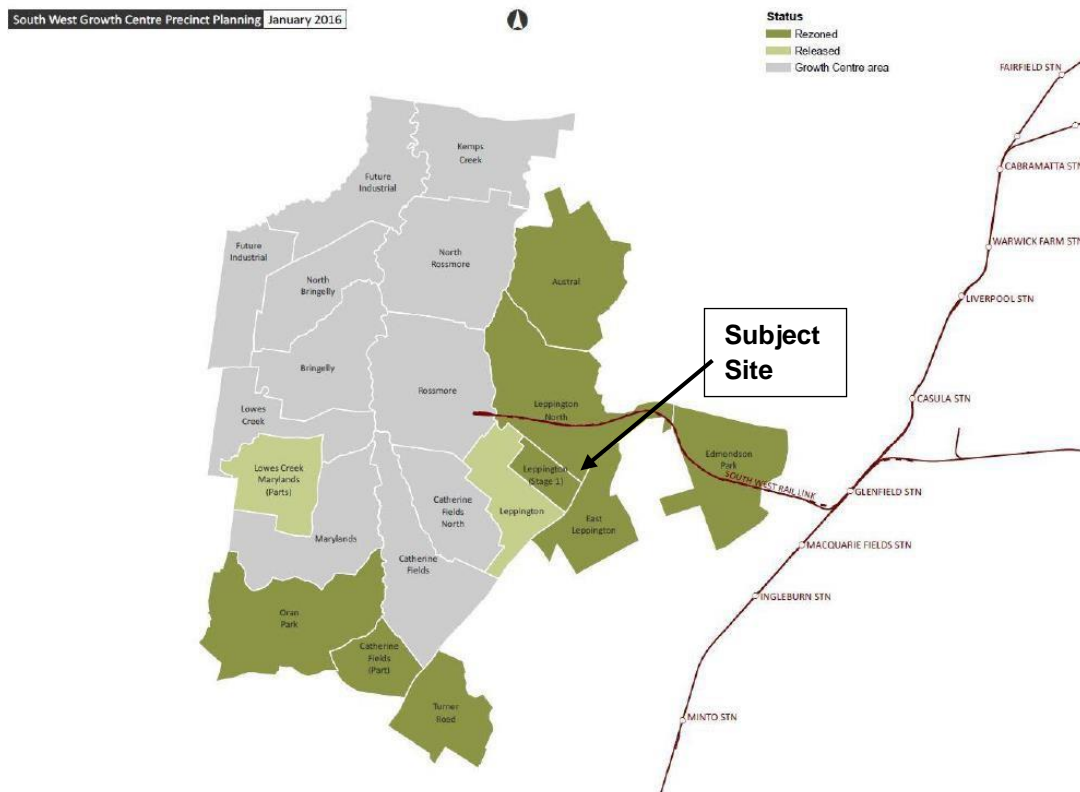 South West Growth Centre Precinct Planning January 2016
Status
Rezoned
Released
Growth Centre area
FAIRFIELD STN
CABRAMATTA STN
WARWICK FARM STN
LIVERPOOL STN
CASULA STN
GLENFIELD STN
MACQUARIE FIELDS STN
INGLEBURN STN
MINTO STN
SOUTH WEST RAIL LINK
Subject
Site
Kemps
Creek
Future
Industrial
Future
Industrial
North
Rossmore
North
Bringelly
Austral
Bringelly
Rossmore
Leppington
North
Lowes
Creek
Edmondson
Park
Lowes Creek
Marylands
(Parts)
Leppington
(Stage 1)
Catherine
Fields
North
Leppington
East
Leppington
Marylands
Catherine
Fields
Oran
Park
Catherine
Fields
(Part)
Turner
Road